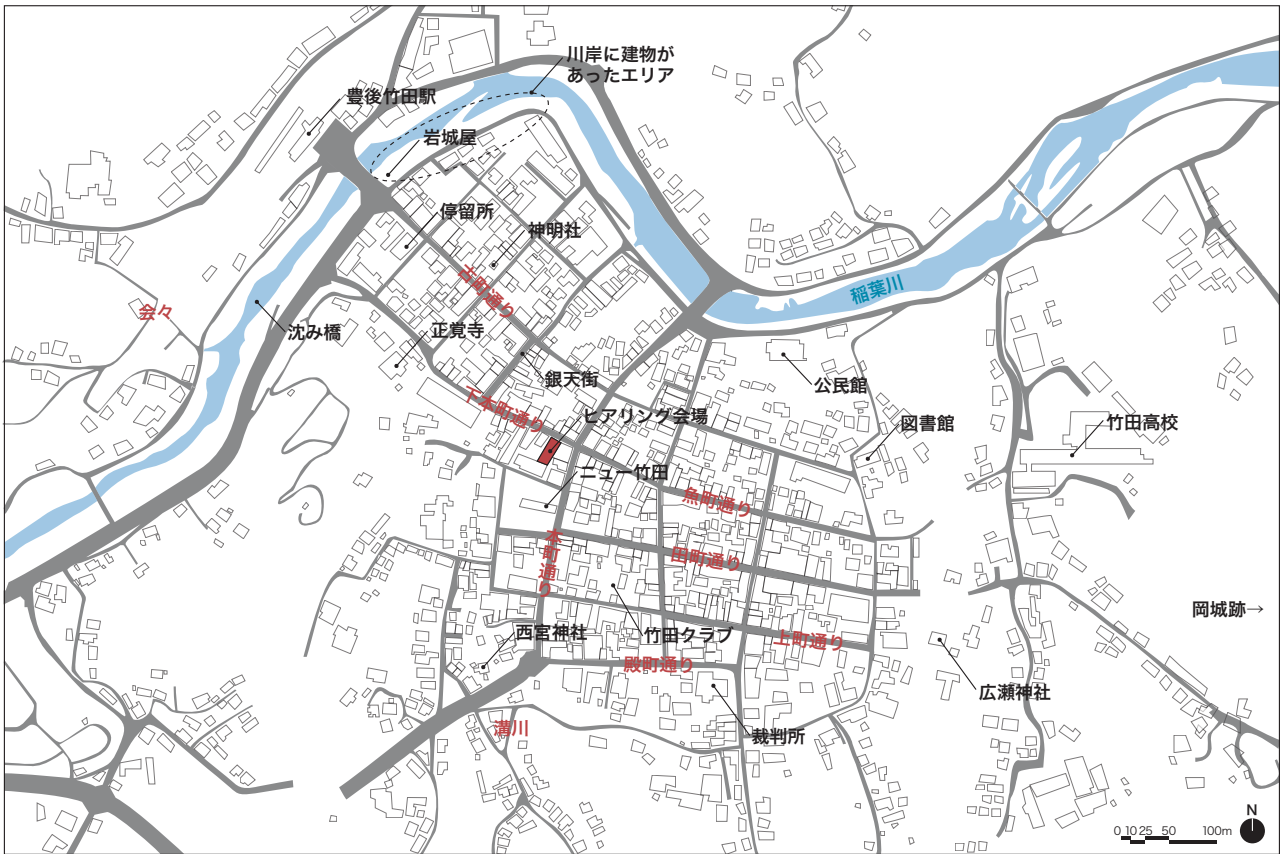 川岸に建物が
あったエリア
豊後竹田駅
岩城屋
停留所
神明社
古町通り
稲葉川
会々
沈み橋
正覚寺
銀天街
公民館
下本町通り
ヒアリング会場
図書館
竹田高校
ニュー竹田
魚町通り
本町通り
田町通り
岡城跡→
西宮神社
竹田クラブ
上町通り
殿町通り
広瀬神社
溝川
裁判所
N
0 10 25 50 100m